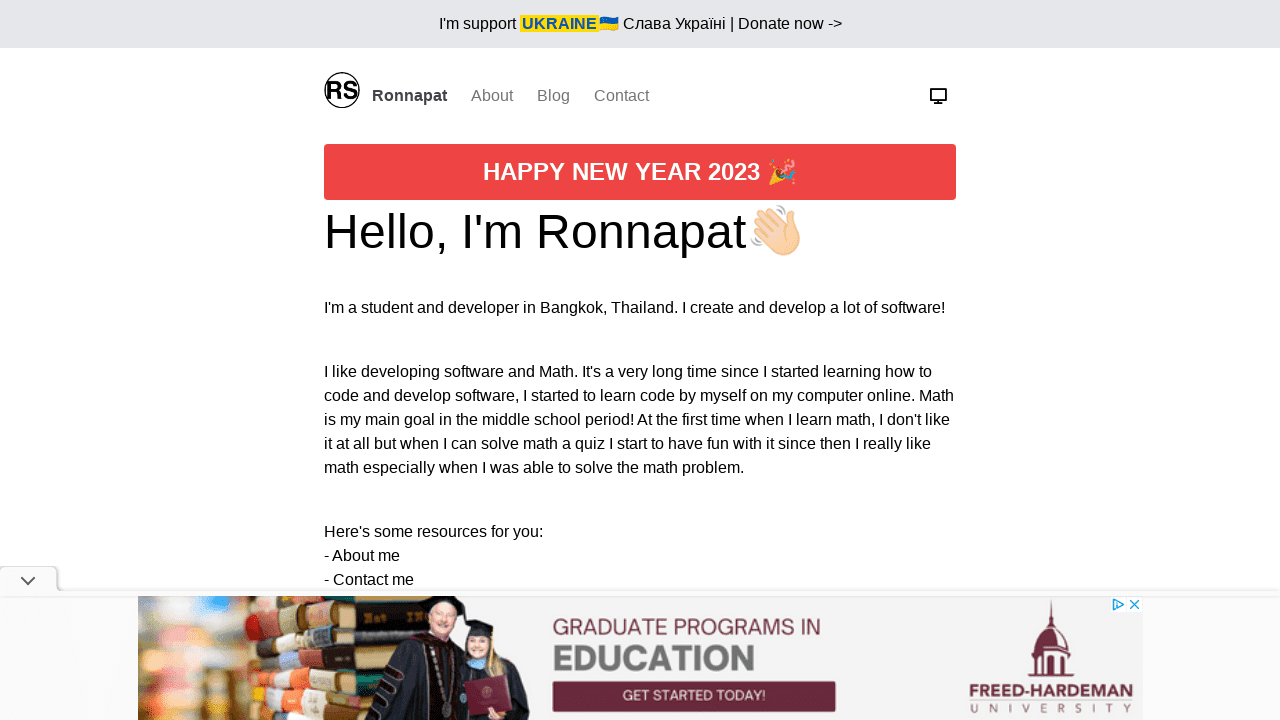 I'm support UKRAINE🇺🇦 Слава Україні | Donate now ->
RS Ronnapat About Blog Contact
HAPPY NEW YEAR 2023 🎉
Hello, I'm Ronnapat👋🏻
I'm a student and developer in Bangkok, Thailand. I create and develop a lot of software!
I like developing software and Math. It's a very long time since I started learning how to
code and develop software, I started to learn code by myself on my computer online. Math
is my main goal in the middle school period! At the first time when I learn math, I don't like
it at all but when I can solve math a quiz I start to have fun with it since then I really like
math especially when I was able to solve the math problem.
Here's some resources for you:
- About me
- Contact me
GRADUATE PROGRAMS IN
EDUCATION
GET STARTED TODAY!
FREED-HARDEMAN
UNIVERSITY